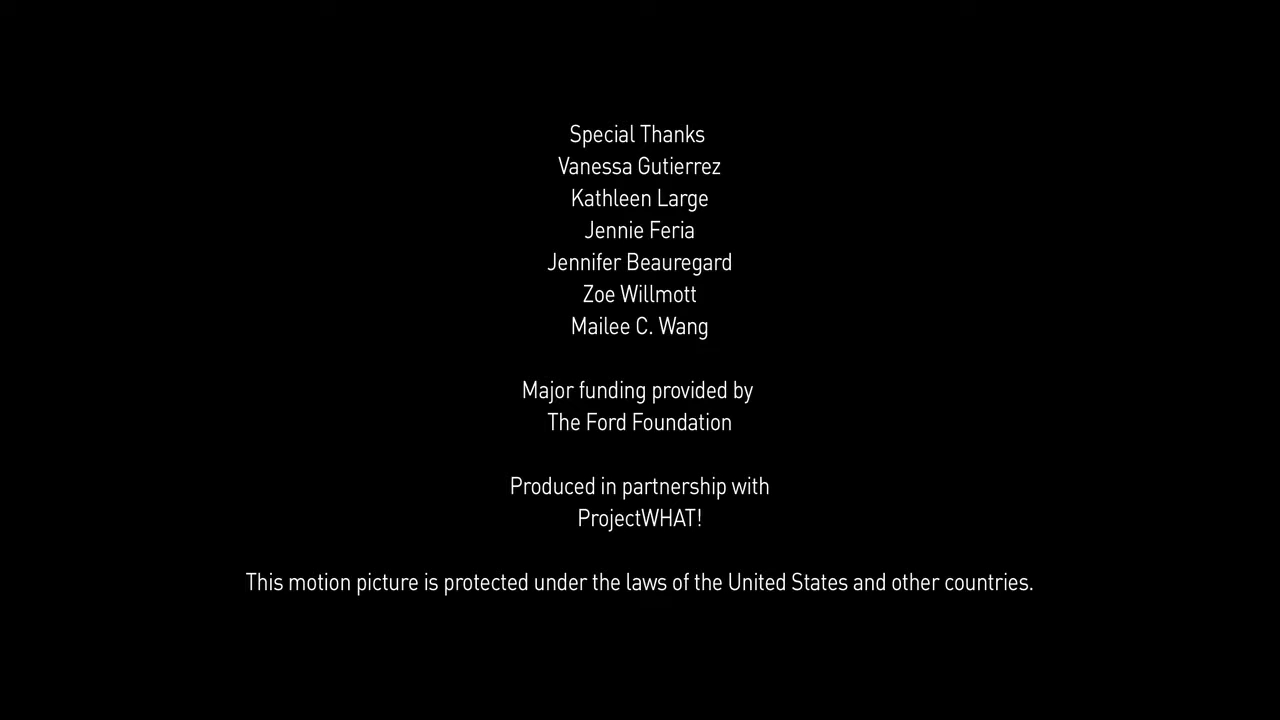 Special Thanks
Vanessa Gutierrez
Kathleen Large
Jennie Feria
Jennifer Beauregard
Zoe Willmott
Mailee C. Wang
Major funding provided by
The Ford Foundation
Produced in partnership with
ProjectWHAT!
This motion picture is protected under the laws of the United States and other countries.